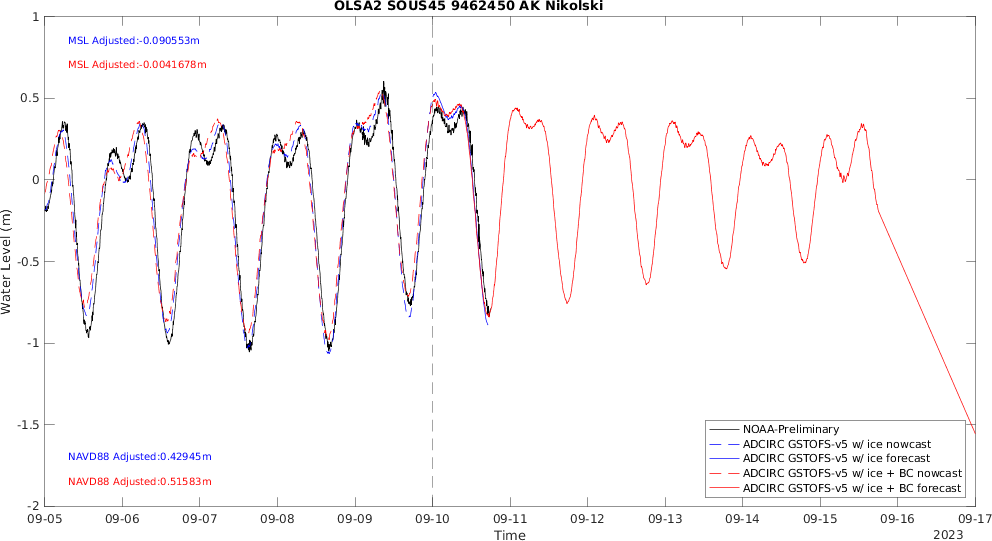 OLSA2 SOUS45 9462450 AK Nikolski
MSL Adjusted:-0.090553m
MSL Adjusted:-0.0041678m
NAVD88 Adjusted:0.42945m
NAVD88 Adjusted:0.51583m
Water Level (m)
1
0.5
0
-0.5
-1
-1.5
-2
NOAA-Preliminary
ADCIRC GSTOFS-v5 w/ ice nowcast
ADCIRC GSTOFS-v5 w/ ice forecast
ADCIRC GSTOFS-v5 w/ ice + BC nowcast
ADCIRC GSTOFS-v5 w/ ice + BC forecast
09-05 09-06 09-07 09-08 09-09 09-10 09-11 09-12 09-13 09-14 09-15 09-16 09-17
Time
2023